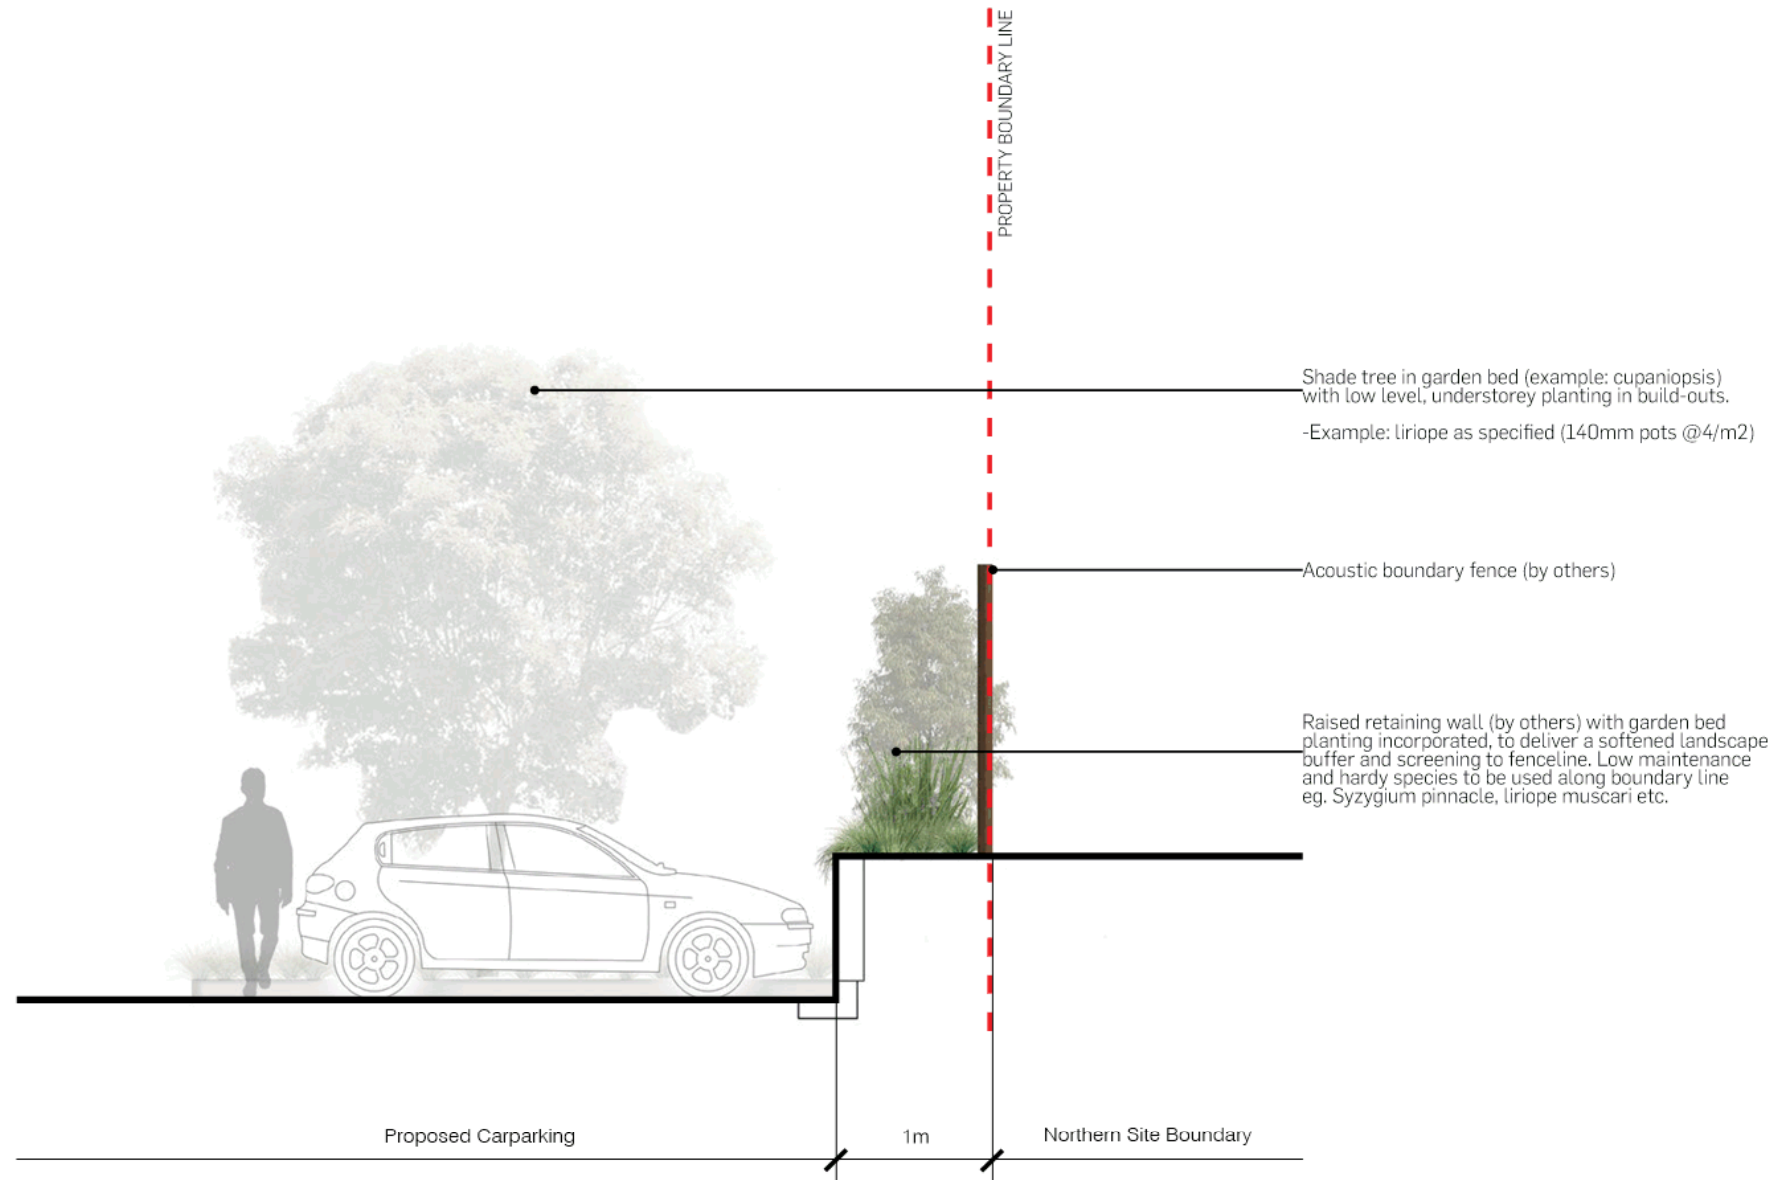 PROPERTY BOUNDARY LINE
Shade tree in garden bed (example: cupaniopsis)
with low level, understorey planting in build-outs.
-Example: liriope as specified (140mm pots @4/m2)
Acoustic boundary fence (by others)
Raised retaining wall (by others) with garden bed
planting incorporated, to deliver a softened landscape
buffer and screening to fenceline. Low maintenance
and hardy species to be used along boundary line
eg. Syzygium pinnacle, liriope muscari etc.
Proposed Carparking
1m
Northern Site Boundary